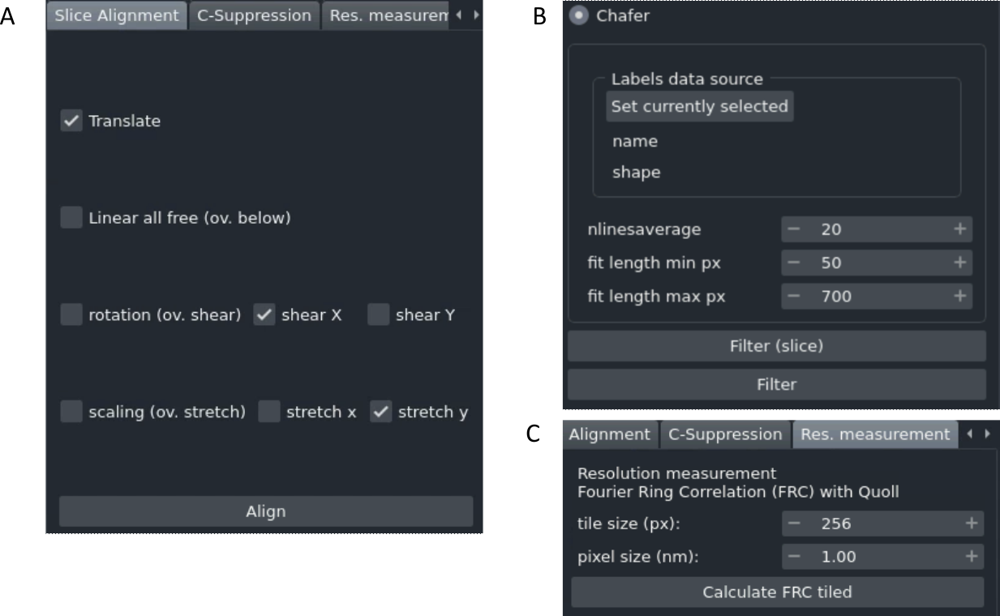 A
Slice Alignment C-Suppression Res. measurem
Translate
Linear all free (ov. below)
rotation (ov. shear) shear X shear Y
scaling (ov. stretch) stretch x stretch y
Align
B
Chafer
Labels data source
Set currently selected
name
shape
nlinesaverage 20
fit length min px 50
fit length max px 700
Filter (slice)
Filter
C
Alignment C-Suppression Res. measurement
Resolution measurement
Fourier Ring Correlation (FRC) with Quoll
tile size (px): 256
pixel size (nm): 1.00
Calculate FRC tiled